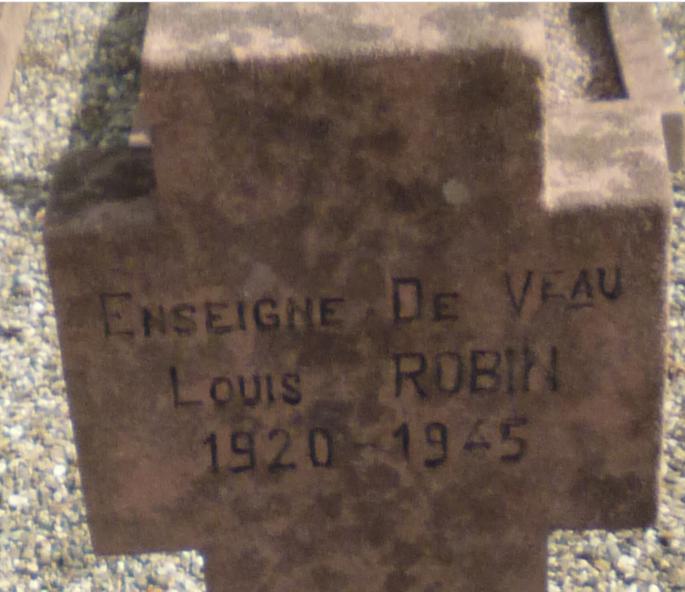 ENSEIGNE DE VEAU
LOUIS ROBIN
1920-1945